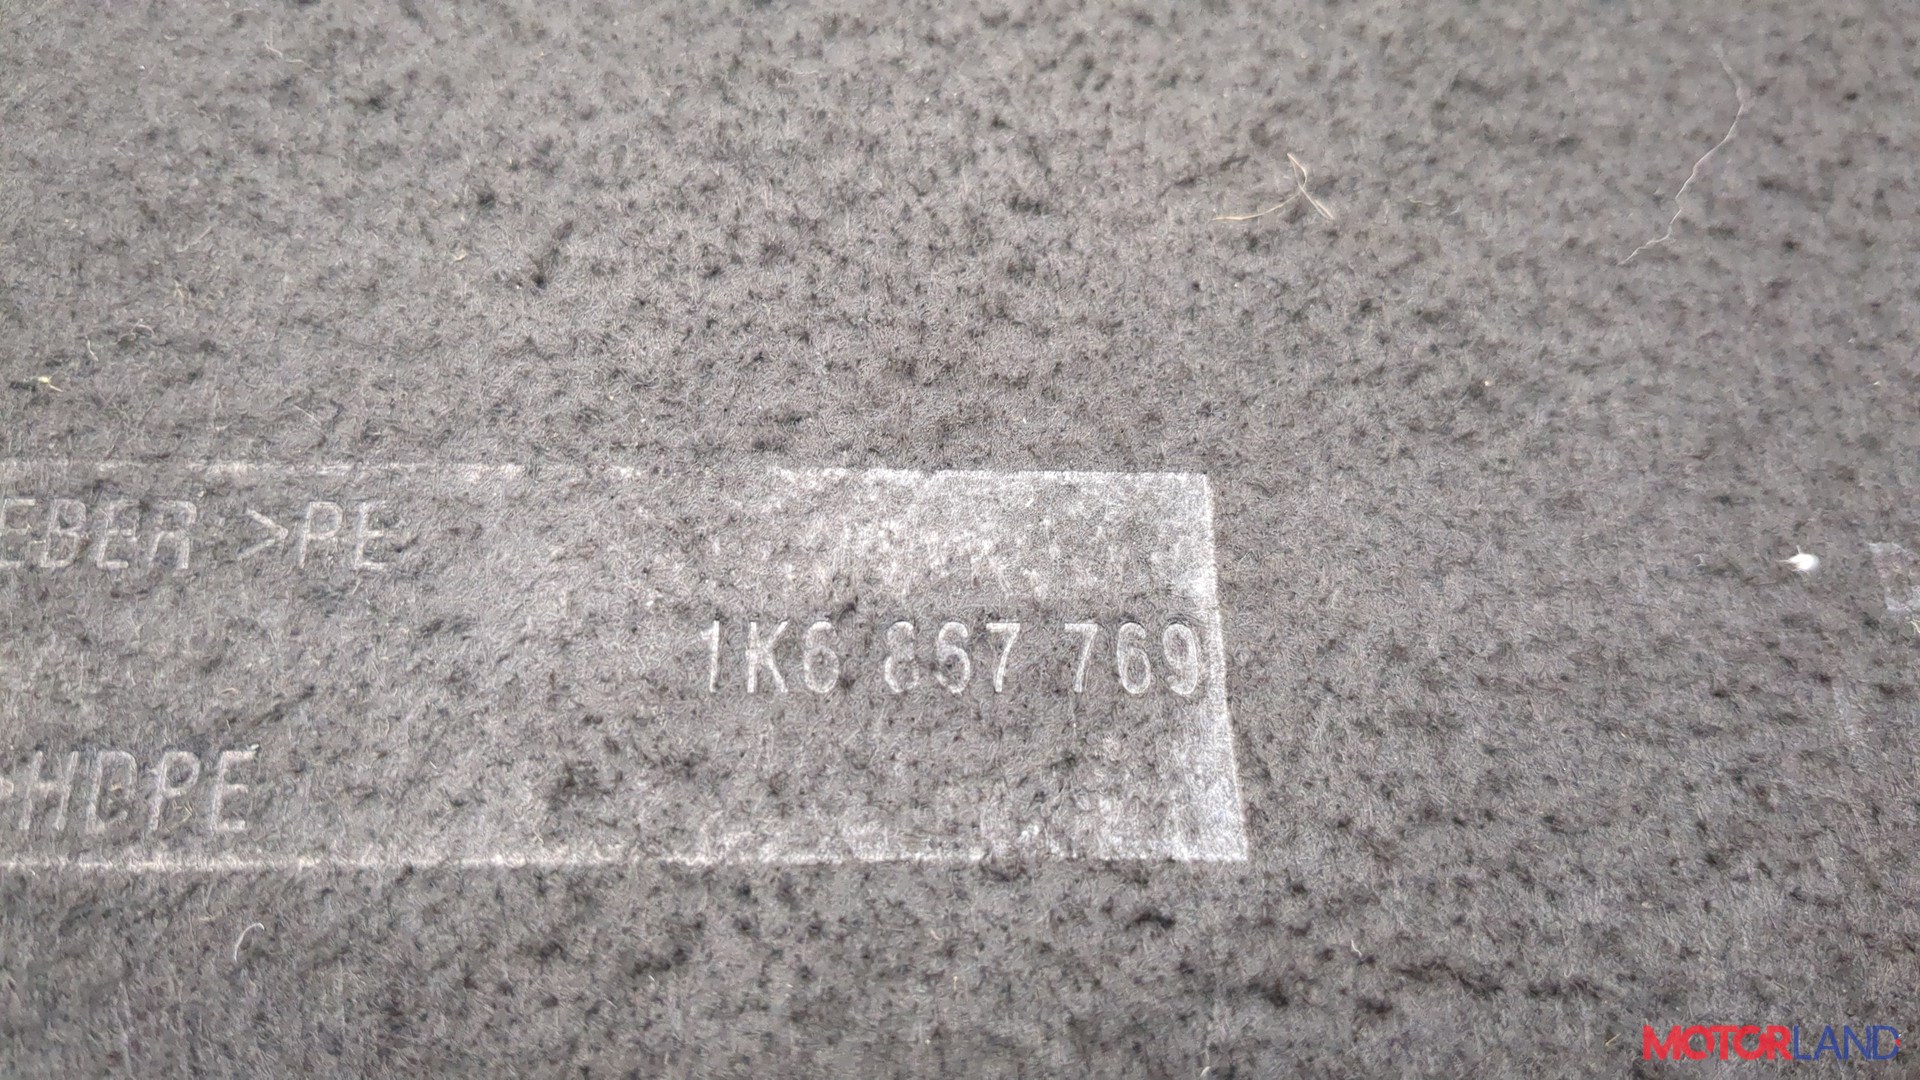 EBER >PE
1K6 867 769
>HDPE
MOTORLAND